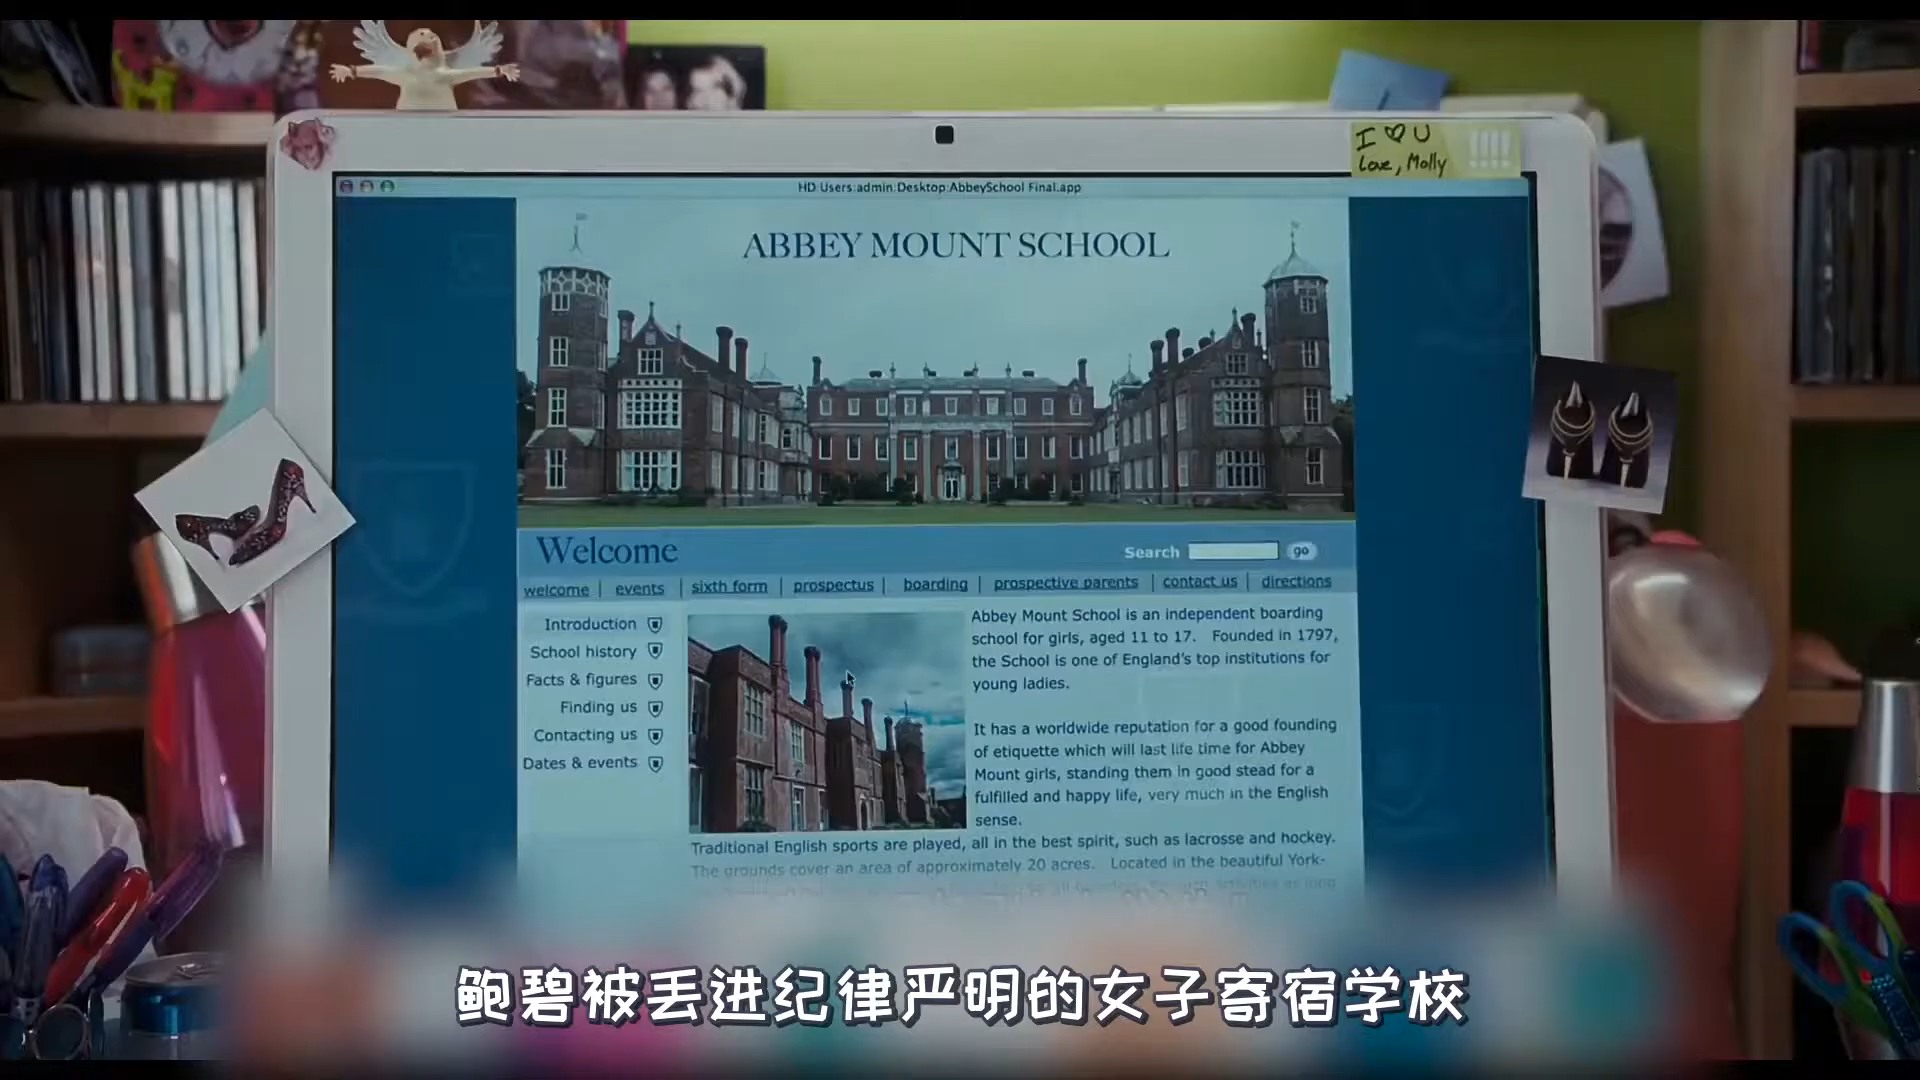 I ♡ U !!!!
Love, Molly
HD:Users:admin:Desktop:AbbeySchool Final.app
ABBEY MOUNT SCHOOL
Welcome
Search go
welcome | events | sixth form | prospectus | boarding | prospective parents | contact us | directions
Introduction
School history
Facts & figures
Finding us
Contacting us
Dates & events
Abbey Mount School is an independent boarding
school for girls, aged 11 to 17. Founded in 1797,
the School is one of England's top institutions for
young ladies.
It has a worldwide reputation for a good founding
of etiquette which will last life time for Abbey
Mount girls, standing them in good stead for a
fulfilled and happy life, very much in the English
sense.
Traditional English sports are played, all in the best spirit, such as lacrosse and hockey.
The grounds cover an area of approximately 20 acres. Located in the beautiful York-
鲍碧被丢进纪律严明的女子寄宿学校